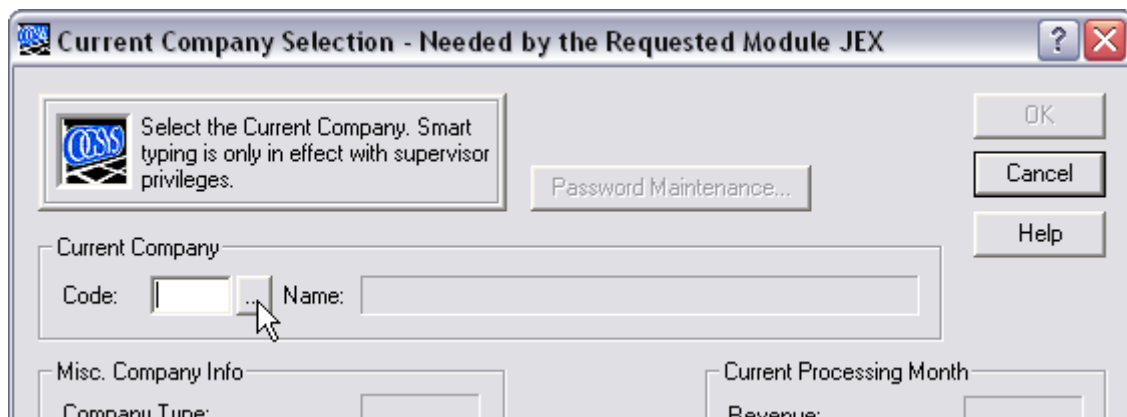 Current Company Selection - Needed by the Requested Module JEX
?
OGSYS
Select the Current Company. Smart
typing is only in effect with supervisor
privileges.
Password Maintenance...
OK
Cancel
Help
Current Company
Code:
...
Name:
Misc. Company Info
Company Type:
Current Processing Month
Revenue: